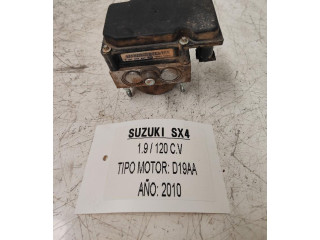 SUZUKI SX4
1.9 / 120 C.V
TIPO MOTOR: D19AA
AÑO: 2010